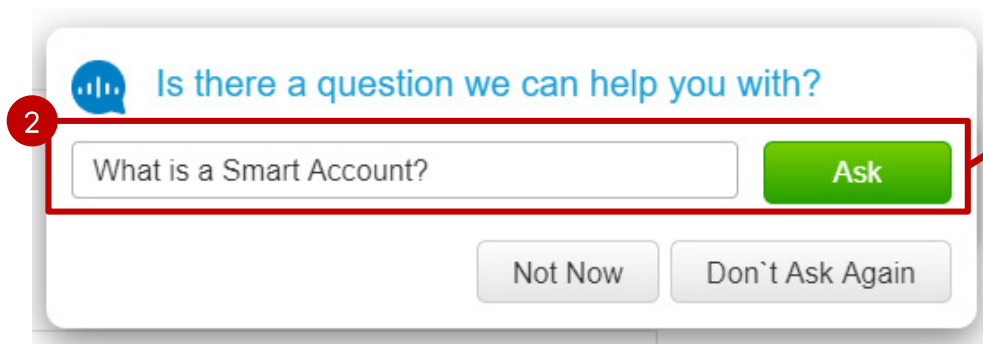 Is there a question we can help you with?
2
What is a Smart Account? Ask
Not Now Don`t Ask Again